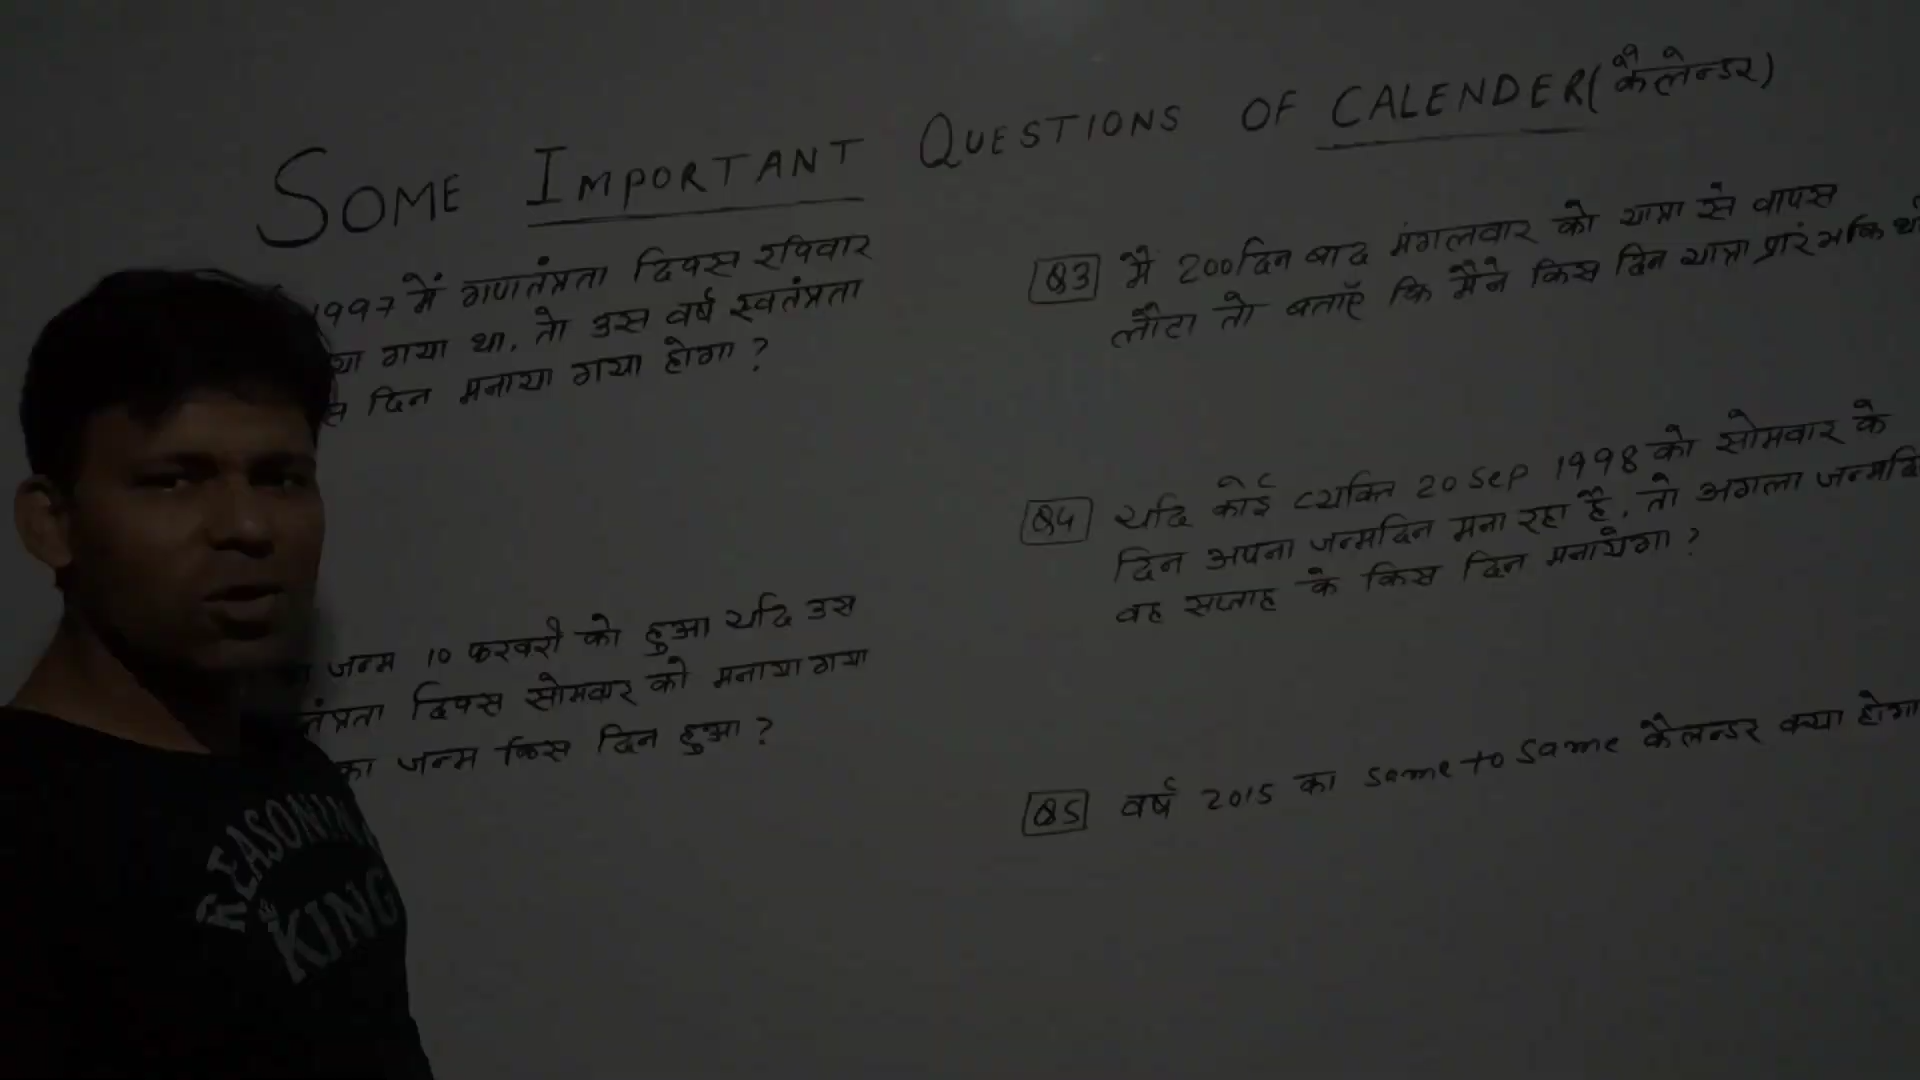 SOME IMPORTANT QUESTIONS OF CALENDER (कैलेन्डर)
1997 में गणतंत्रता दिवस रविवार
या गया था, तो उस वर्ष स्वतंत्रता
स दिन मनाया गया होगा ?
जन्म 10 फरवरी को हुआ यदि उस
तंत्रता दिवस सोमवार को मनाया गया
का जन्म किस दिन हुआ ?
Q3 मैं 200 दिन बाद मंगलवार को यात्रा से वापस
लौटा तो बताएँ कि मैंने किस दिन यात्रा प्रारंभ कि थी
Q4 यदि कोई व्यक्ति 20 Sep 1998 को सोमवार के
दिन अपना जन्मदिन मना रहा है, तो अगला जन्मदि
वह सप्ताह के किस दिन मनायेगा ?
Q5 वर्ष 2015 का same to same कैलेन्डर क्या होगा
REASONING
KING